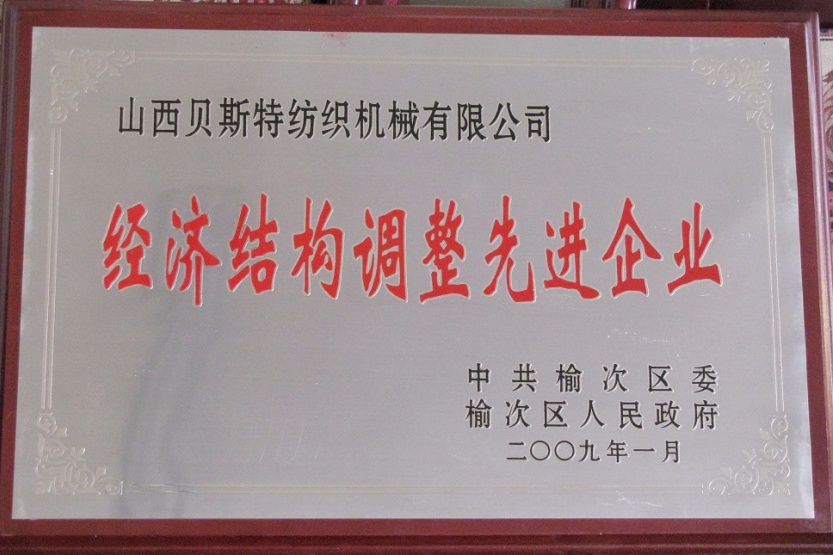 山西贝斯特纺织机械有限公司
经济结构调整先进企业
中共榆次区委
榆次区人民政府
二〇〇九年一月